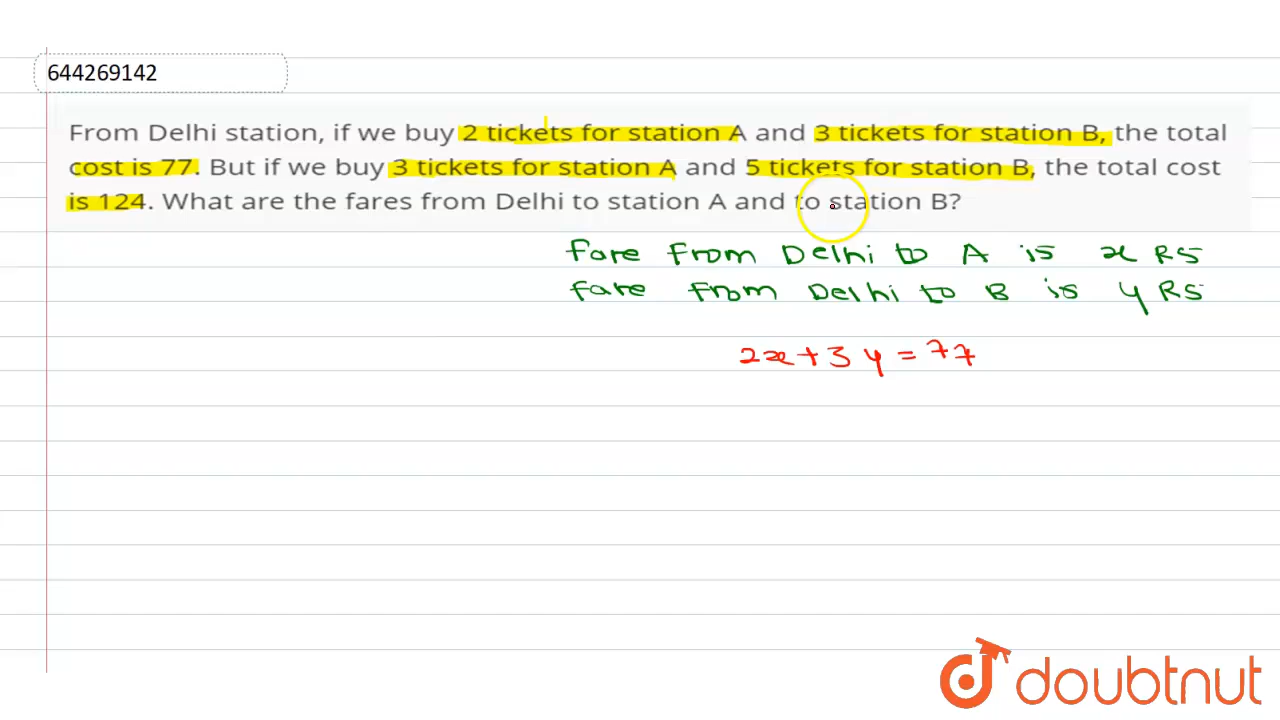 644269142
From Delhi station, if we buy 2 tickets for station A and 3 tickets for station B, the total
cost is 77. But if we buy 3 tickets for station A and 5 tickets for station B, the total cost
is 124. What are the fares from Delhi to station A and to station B?
Fare From Delhi to A is x RS
Fare From Delhi to B is y RS
2x+3y=77
doubtnut